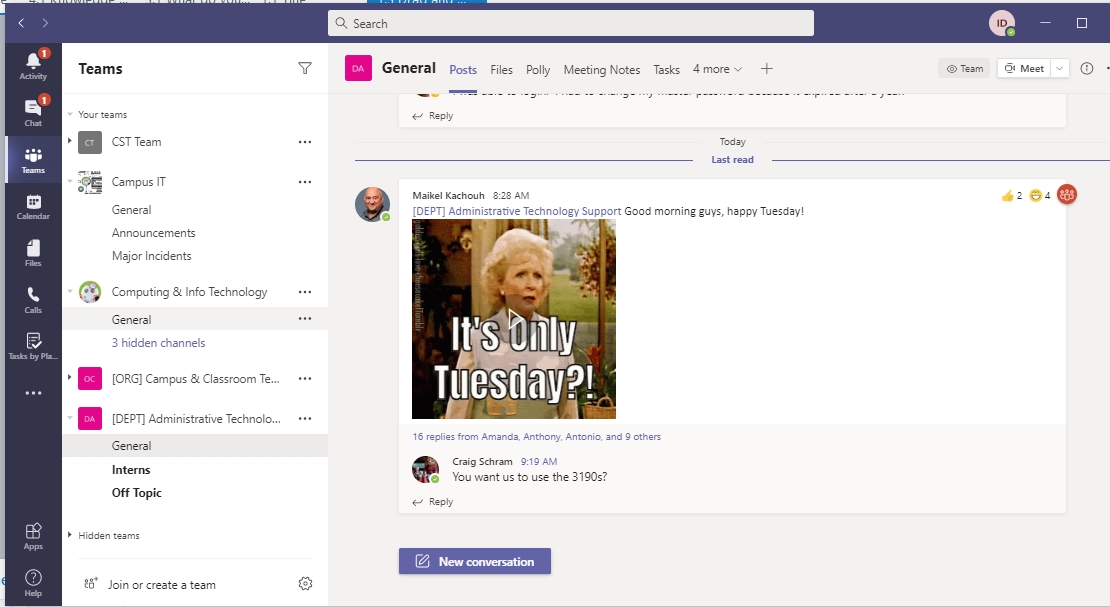 Search
ID
1
Activity
1
Chat
Teams
Calendar
Files
Calls
Tasks by Pla...
Apps
Help
Teams
Your teams
CT
CST Team
Campus IT
General
Announcements
Major Incidents
Computing & Info Technology
General
3 hidden channels
OC
[ORG] Campus & Classroom Te...
DA
[DEPT] Administrative Technolo...
General
Interns
Off Topic
Hidden teams
Join or create a team
DA
General
Posts
Files
Polly
Meeting Notes
Tasks
4 more
Team
Meet
Reply
Today
Last read
Maikel Kachouh 8:28 AM
2
4
[DEPT] Administrative Technology Support Good morning guys, happy Tuesday!
It's only
Tuesday?!
16 replies from Amanda, Anthony, Antonio, and 9 others
Craig Schram 9:19 AM
You want us to use the 3190s?
Reply
New conversation